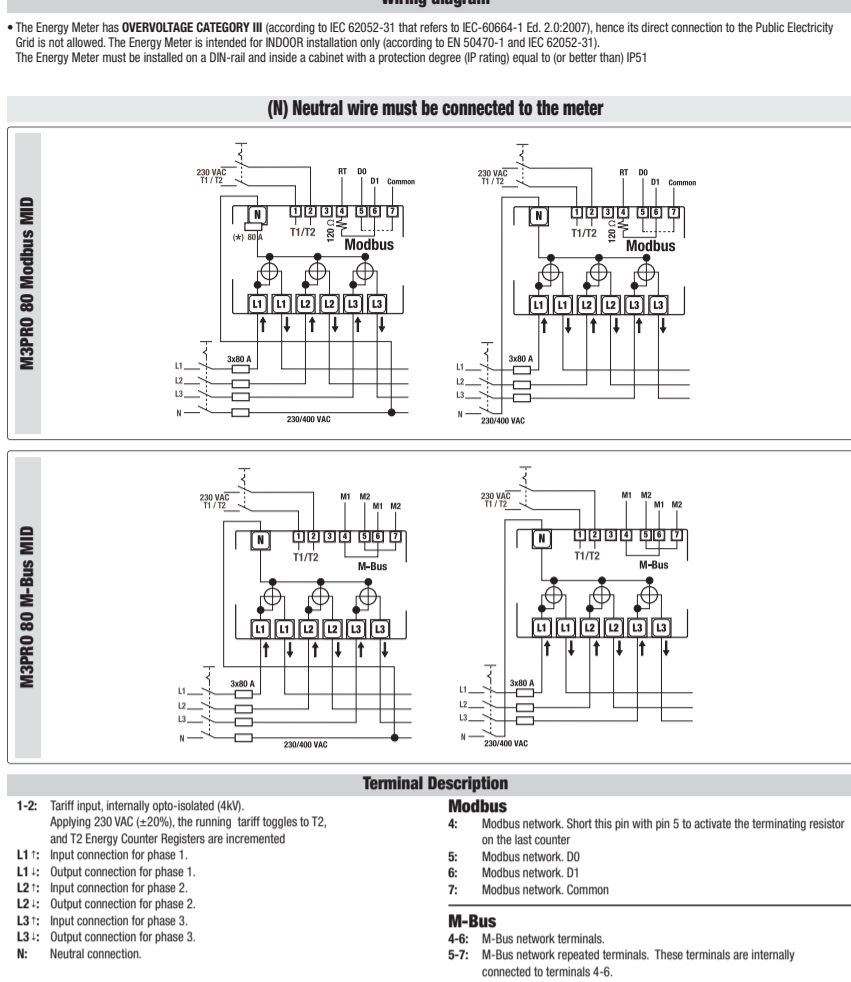 Wiring diagram
• The Energy Meter has OVERVOLTAGE CATEGORY III (according to IEC 62052-31 that refers to IEC-60664-1 Ed. 2.0:2007), hence its direct connection to the Public Electricity
Grid is not allowed. The Energy Meter is intended for INDOOR installation only (according to EN 50470-1 and IEC 62052-31).
The Energy Meter must be installed on a DIN-rail and inside a cabinet with a protection degree (IP rating) equal to (or better than) IP51
(N) Neutral wire must be connected to the meter
M3PRO 80 Modbus MID
230 VAC
T1 / T2
RT D0
D1 Common
N
1 2 3 4 5 6 7
(*) 80 A
T1/T2
120 Ω
Modbus
L1 L1 L2 L2 L3 L3
3x80 A
L1
L2
L3
N
230/400 VAC
230 VAC
T1 / T2
RT D0
D1 Common
N
1 2 3 4 5 6 7
T1/T2
120 Ω
Modbus
L1 L1 L2 L2 L3 L3
3x80 A
L1
L2
L3
N
230/400 VAC
M3PRO 80 M-Bus MID
230 VAC
T1 / T2
M1 M2
M1 M2
N
1 2 3 4 5 6 7
T1/T2
M-Bus
L1 L1 L2 L2 L3 L3
3x80 A
L1
L2
L3
N
230/400 VAC
230 VAC
T1 / T2
M1 M2
M1 M2
N
1 2 3 4 5 6 7
T1/T2
M-Bus
L1 L1 L2 L2 L3 L3
3x80 A
L1
L2
L3
N
230/400 VAC
Terminal Description
1-2: Tariff input, internally opto-isolated (4kV).
Applying 230 VAC (±20%), the running tariff toggles to T2,
and T2 Energy Counter Registers are incremented
L1 ↑: Input connection for phase 1.
L1 ↓: Output connection for phase 1.
L2 ↑: Input connection for phase 2.
L2 ↓: Output connection for phase 2.
L3 ↑: Input connection for phase 3.
L3 ↓: Output connection for phase 3.
N: Neutral connection.
Modbus
4: Modbus network. Short this pin with pin 5 to activate the terminating resistor
on the last counter
5: Modbus network. D0
6: Modbus network. D1
7: Modbus network. Common
M-Bus
4-6: M-Bus network terminals.
5-7: M-Bus network repeated terminals. These terminals are internally
connected to terminals 4-6.